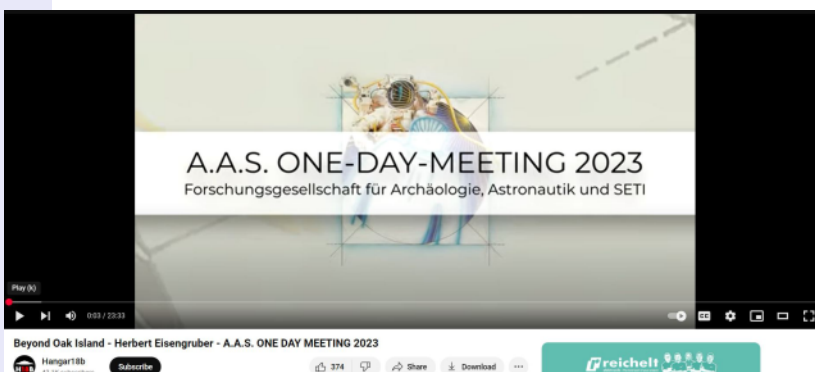 A.A.S. ONE-DAY-MEETING 2023
Forschungsgesellschaft für Archäologie, Astronautik und SETI
Play (k)
0:03 / 23:33
CC
Beyond Oak Island - Herbert Eisengruber - A.A.S. ONE DAY MEETING 2023
Hangar18b
Subscribe
374
Share
Download
reichelt